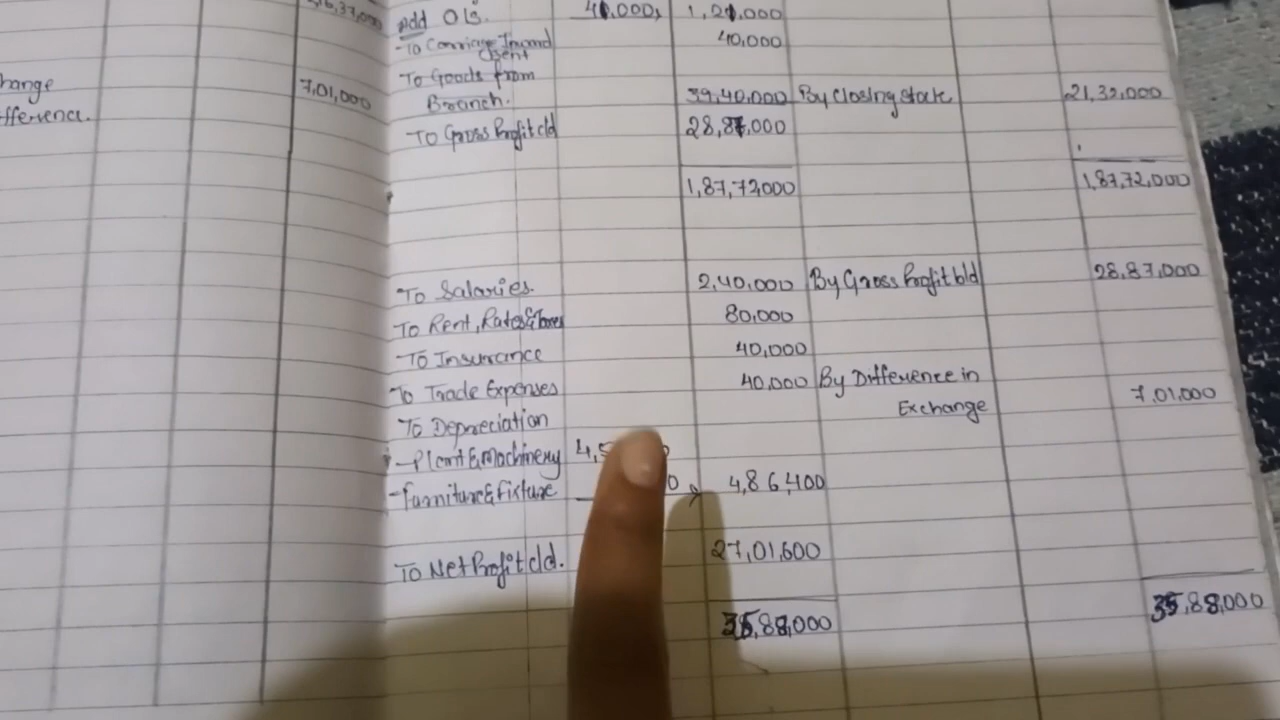 hange
fference.
7,01,000
Add O/s. 1,21,000
To Carriage Inward 40,000
To Goods from
Branch. 39,40,000 By Closing stock 21,32,000
To Gross Profit c/d 28,87,000
1,87,72,000 1,87,72,000
To Salaries. 2,40,000 By Gross Profit b/d 28,87,000
To Rent, Rates & Taxes 80,000
To Insurance 40,000
To Trade Expenses 40,000 By Difference in
Exchange 7,01,000
To Depreciation
- Plant & Machinery
- Furniture & Fixture 4,86,400
To Net Profit c/d. 27,01,600
35,88,000 35,88,000